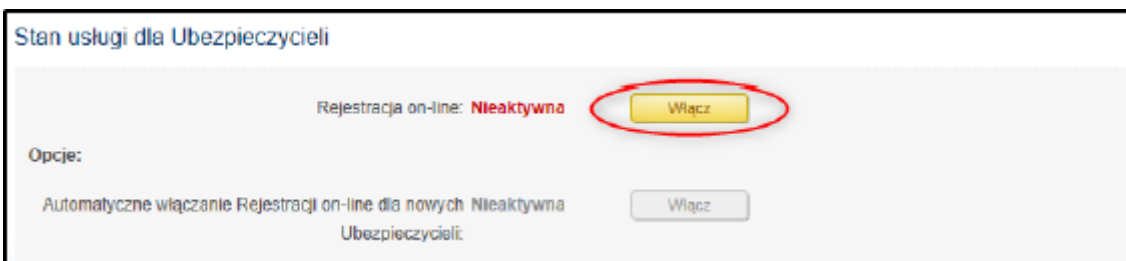 Stan usługi dla Ubezpieczycieli
Rejestracja on-line: Nieaktywna Włącz
Opcje:
Automatyczne włączanie Rejestracji on-line dla nowych Nieaktywna Włącz
Ubezpieczycieli: